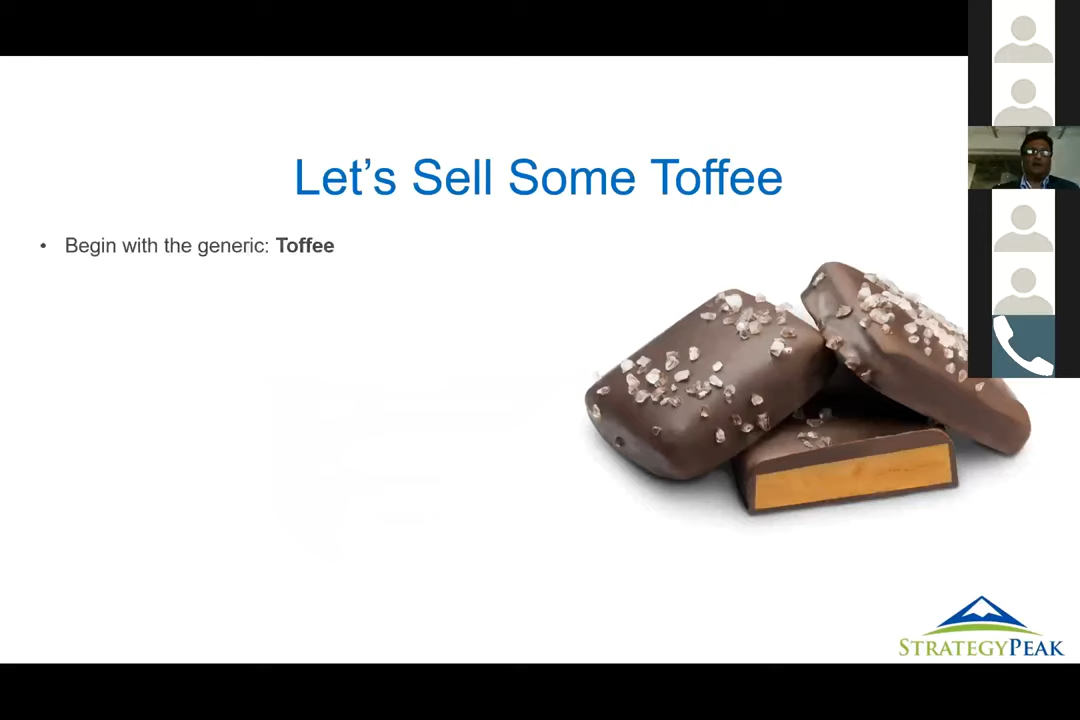 Let’s Sell Some Toffee
• Begin with the generic: Toffee
STRATEGYPEAK